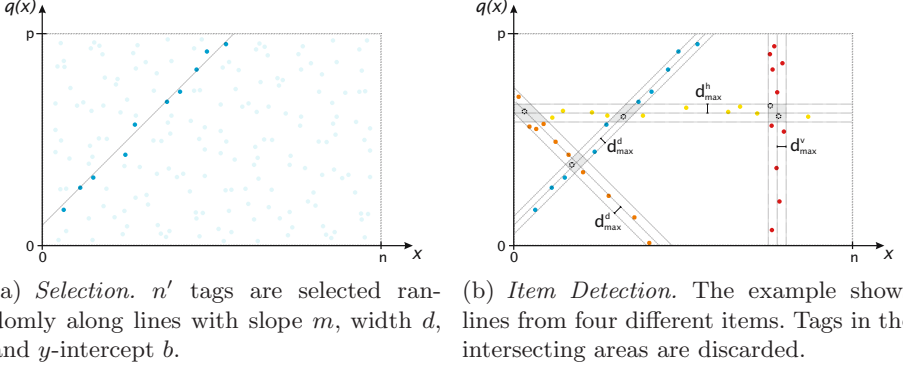 q(x)
p
0
n
x
q(x)
p
d^h_max
d^d_max
d^v_max
d^d_max
0
0
n
x
a) Selection. n′ tags are selected ran-
domly along lines with slope m, width d,
and y-intercept b.
(b) Item Detection. The example show
lines from four different items. Tags in the
intersecting areas are discarded.